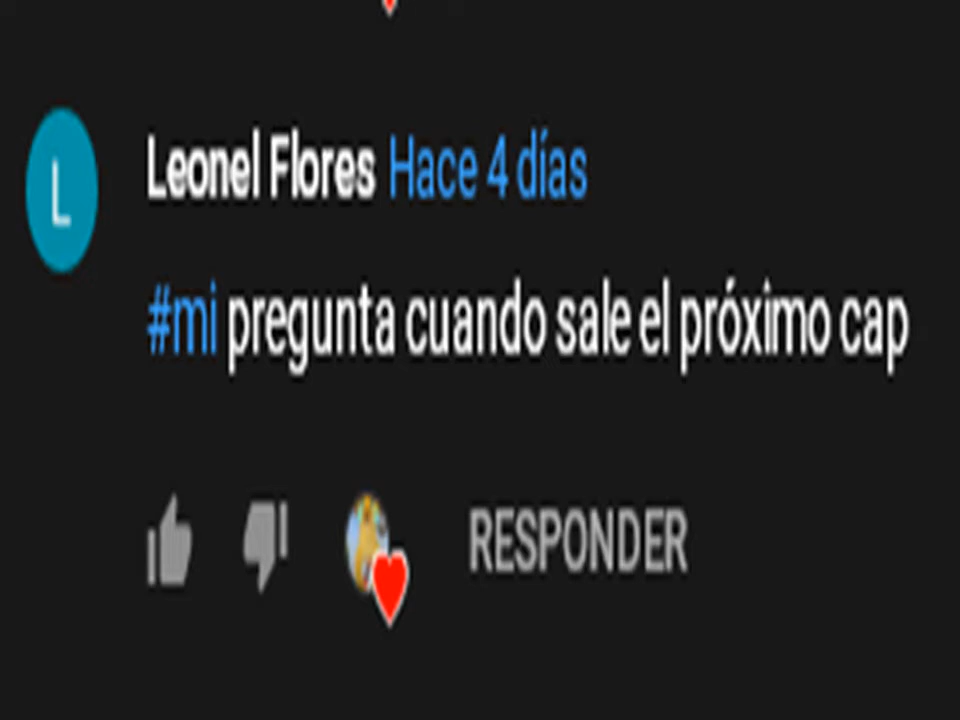 L
Leonel Flores Hace 4 días
#mi pregunta cuando sale el próximo cap
RESPONDER